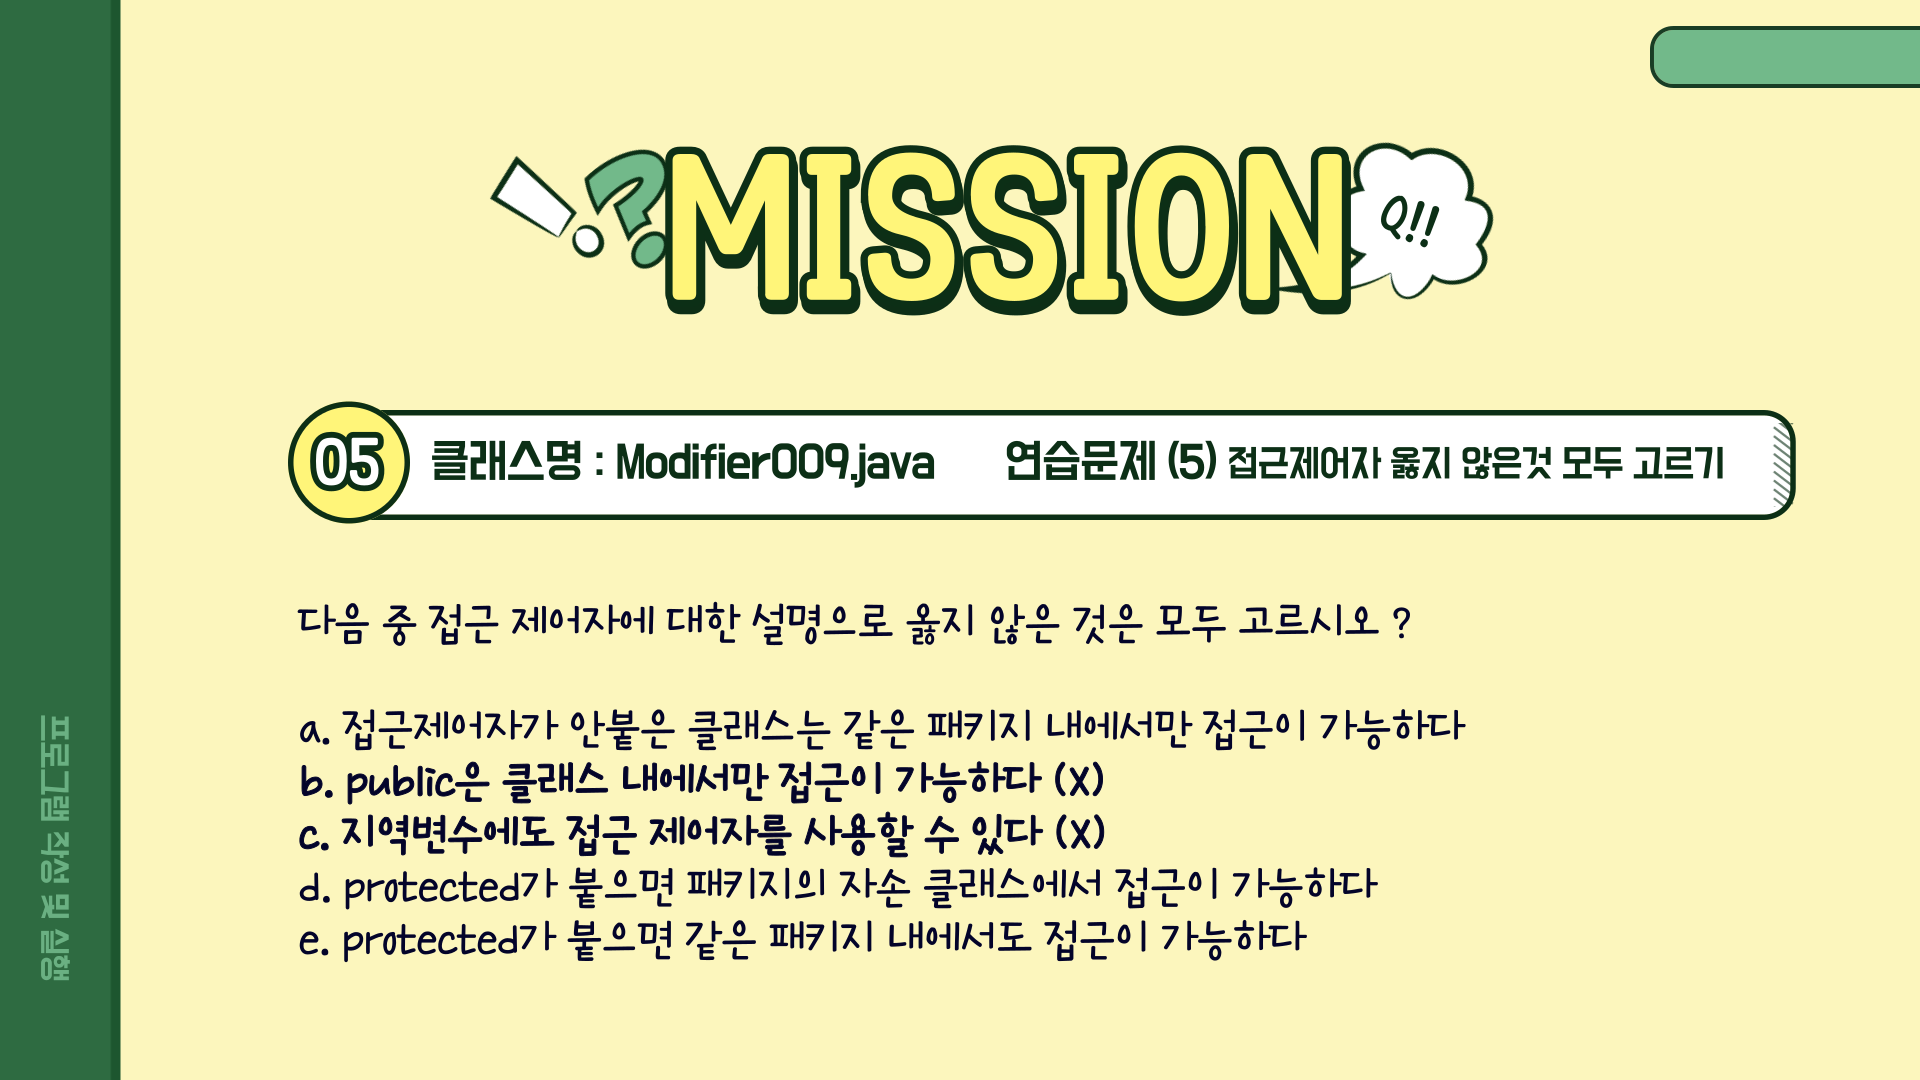 MISSION
Q!!
05 클래스명 : Modifier009.java 연습문제 (5) 접근제어자 옳지 않은것 모두 고르기
다음 중 접근 제어자에 대한 설명으로 옳지 않은 것은 모두 고르시오 ?
a. 접근제어자가 안붙은 클래스는 같은 패키지 내에서만 접근이 가능하다
b. public은 클래스 내에서만 접근이 가능하다 (X)
c. 지역변수에도 접근 제어자를 사용할 수 있다 (X)
d. protected가 붙으면 패키지의 자손 클래스에서 접근이 가능하다
e. protected가 붙으면 같은 패키지 내에서도 접근이 가능하다
프로그램 작성 및 실행